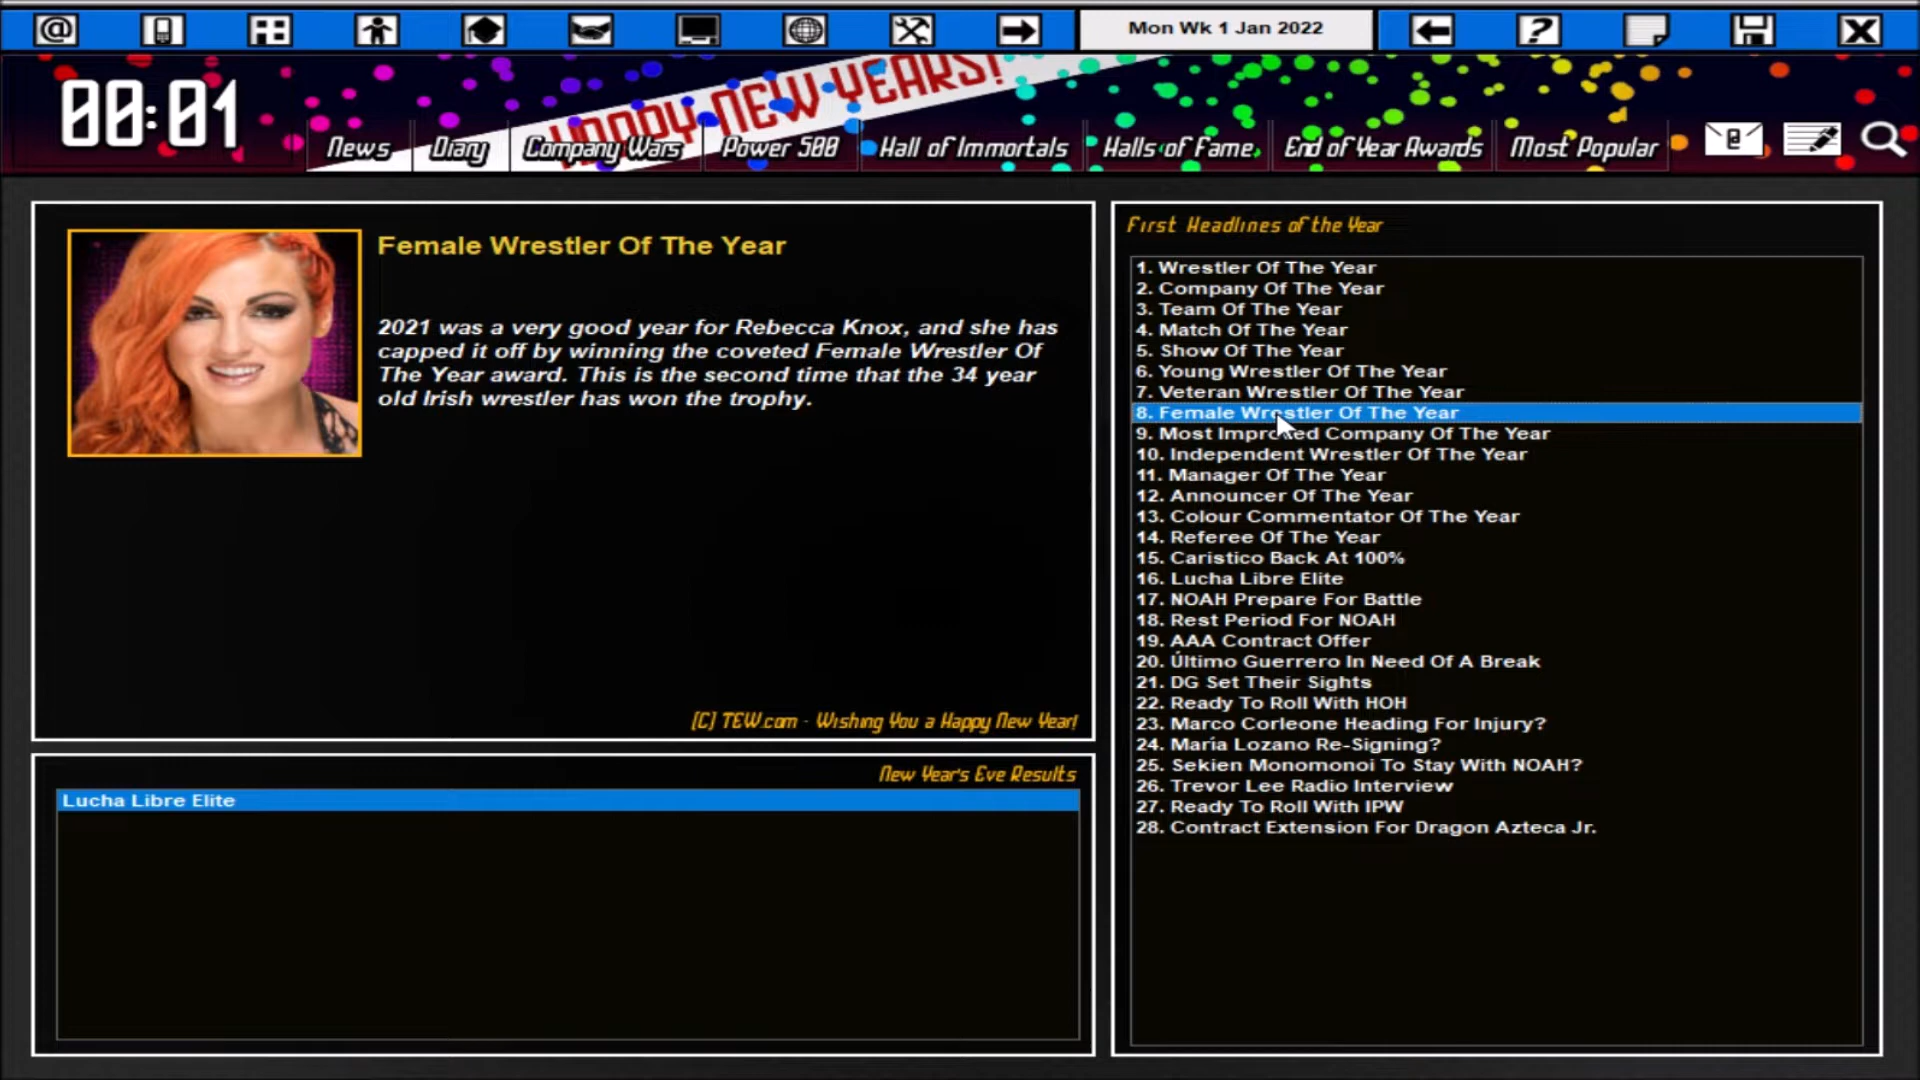 @
Mon Wk 1 Jan 2022
?
X
HAPPY NEW YEARS!
00:01
News
Diary
Company Wars
Power 500
Hall of Immortals
Halls of Fame
End of Year Awards
Most Popular
Female Wrestler Of The Year
2021 was a very good year for Rebecca Knox, and she has
capped it off by winning the coveted Female Wrestler Of
The Year award. This is the second time that the 34 year
old Irish wrestler has won the trophy.
(C) TEW.com - Wishing You a Happy New Year!
New Year's Eve Results
Lucha Libre Elite
First Headlines of the Year
1. Wrestler Of The Year
2. Company Of The Year
3. Team Of The Year
4. Match Of The Year
5. Show Of The Year
6. Young Wrestler Of The Year
7. Veteran Wrestler Of The Year
8. Female Wrestler Of The Year
9. Most Improved Company Of The Year
10. Independent Wrestler Of The Year
11. Manager Of The Year
12. Announcer Of The Year
13. Colour Commentator Of The Year
14. Referee Of The Year
15. Caristico Back At 100%
16. Lucha Libre Elite
17. NOAH Prepare For Battle
18. Rest Period For NOAH
19. AAA Contract Offer
20. Último Guerrero In Need Of A Break
21. DG Set Their Sights
22. Ready To Roll With HOH
23. Marco Corleone Heading For Injury?
24. María Lozano Re-Signing?
25. Sekien Monomonoi To Stay With NOAH?
26. Trevor Lee Radio Interview
27. Ready To Roll With IPW
28. Contract Extension For Dragon Azteca Jr.